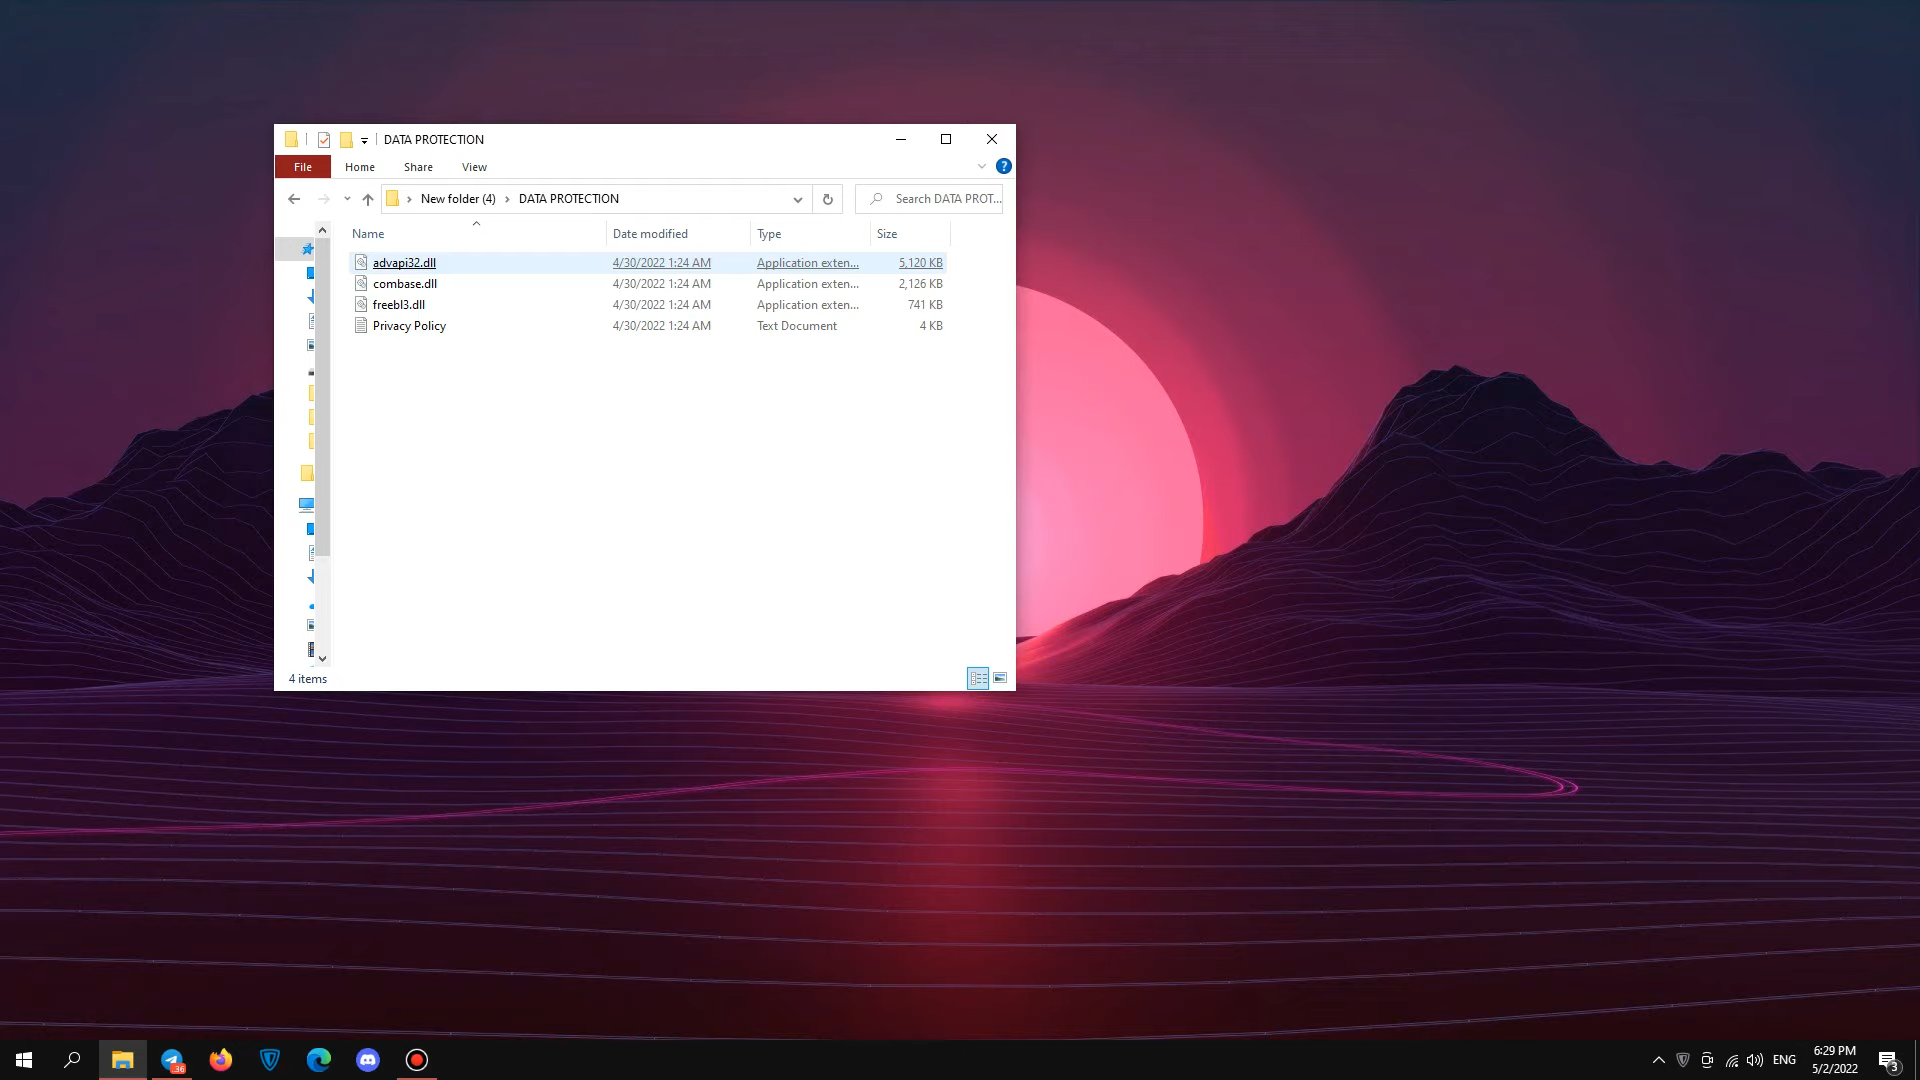 DATA PROTECTION
File Home Share View
New folder (4) DATA PROTECTION Search DATA PROT...
Name Date modified Type Size
advapi32.dll 4/30/2022 1:24 AM Application exten... 5,120 KB
combase.dll 4/30/2022 1:24 AM Application exten... 2,126 KB
freebl3.dll 4/30/2022 1:24 AM Application exten... 741 KB
Privacy Policy 4/30/2022 1:24 AM Text Document 4 KB
4 items
.36
ENG
6:29 PM
5/2/2022
3